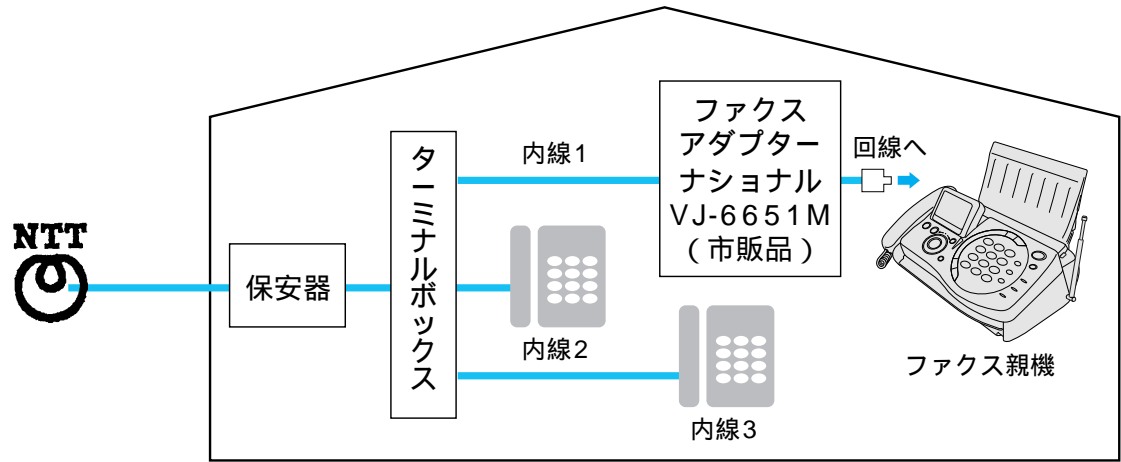 NTT
保安器
ターミナルボックス
内線1
内線2
内線3
ファクス
アダプター
ナショナル
VJ-6651M
(市販品)
回線へ
ファクス親機